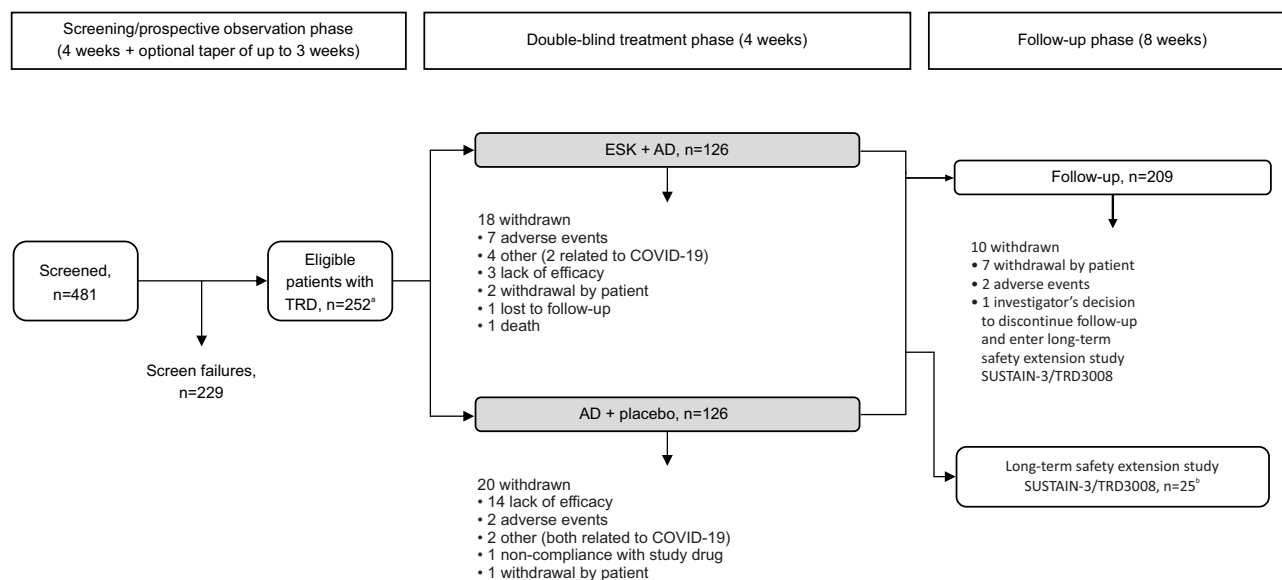 Screening/prospective observation phase
(4 weeks + optional taper of up to 3 weeks)
Double-blind treatment phase (4 weeks)
Follow-up phase (8 weeks)
Screened,
n=481
Screen failures,
n=229
Eligible
patients with
TRD, n=252ᵃ
ESK + AD, n=126
18 withdrawn
• 7 adverse events
• 4 other (2 related to COVID-19)
• 3 lack of efficacy
• 2 withdrawal by patient
• 1 lost to follow-up
• 1 death
AD + placebo, n=126
20 withdrawn
• 14 lack of efficacy
• 2 adverse events
• 2 other (both related to COVID-19)
• 1 non-compliance with study drug
• 1 withdrawal by patient
Follow-up, n=209
10 withdrawn
• 7 withdrawal by patient
• 2 adverse events
• 1 investigator's decision
to discontinue follow-up
and enter long-term
safety extension study
SUSTAIN-3/TRD3008
Long-term safety extension study
SUSTAIN-3/TRD3008, n=25ᵇ